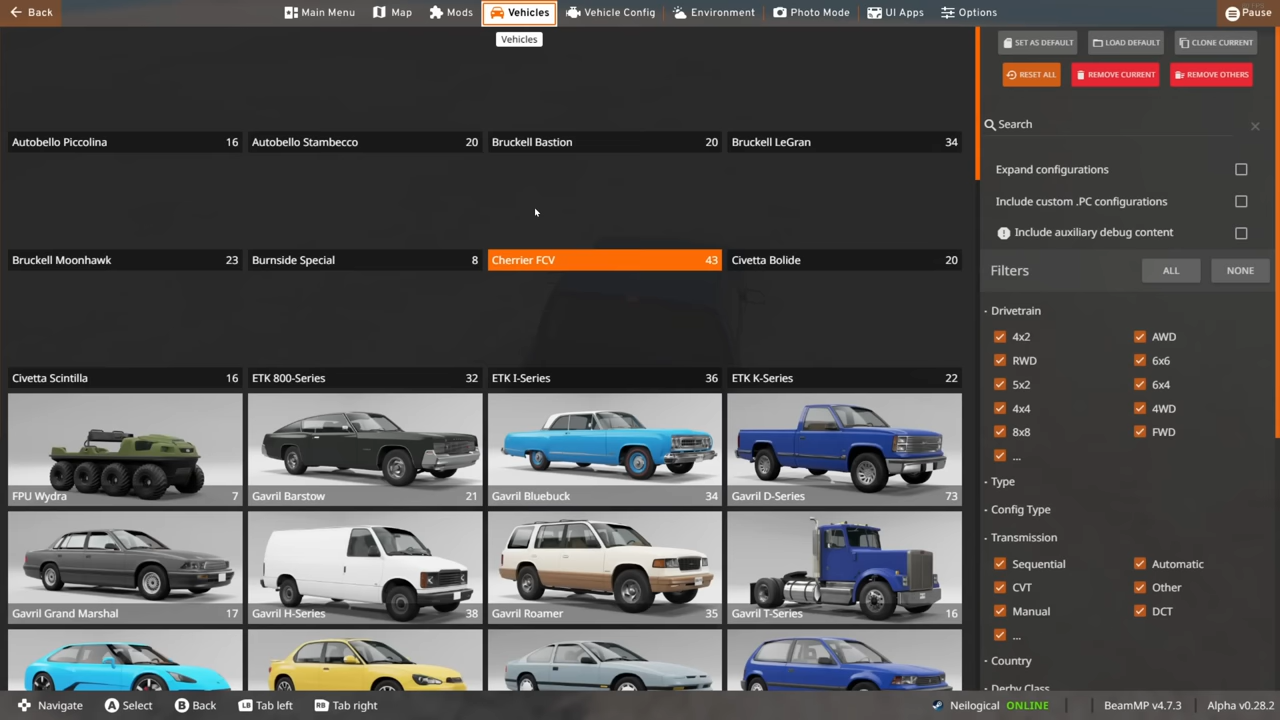 Back
Main Menu
Map
Mods
Vehicles
Vehicle Config
Environment
Photo Mode
UI Apps
Options
Pause
Vehicles
SET AS DEFAULT
LOAD DEFAULT
CLONE CURRENT
RESET ALL
REMOVE CURRENT
REMOVE OTHERS
Search
Expand configurations
Include custom .PC configurations
Include auxiliary debug content
Filters
ALL
NONE
- Drivetrain
4x2
AWD
RWD
6x6
5x2
6x4
4x4
4WD
8x8
FWD
...
- Type
- Config Type
- Transmission
Sequential
Automatic
CVT
Other
Manual
DCT
...
- Country
Derby Class
Autobello Piccolina 16
Autobello Stambecco 20
Bruckell Bastion 20
Bruckell LeGran 34
Bruckell Moonhawk 23
Burnside Special 8
Cherrier FCV 43
Civetta Bolide 20
Civetta Scintilla 16
ETK 800-Series 32
ETK I-Series 36
ETK K-Series 22
FPU Wydra 7
Gavril Barstow 21
Gavril Bluebuck 34
Gavril D-Series 73
Gavril Grand Marshal 17
Gavril H-Series 38
Gavril Roamer 35
Gavril T-Series 16
Navigate
A Select
B Back
LB Tab left
RB Tab right
Neilogical ONLINE
BeamMP v4.7.3
Alpha v0.28.2